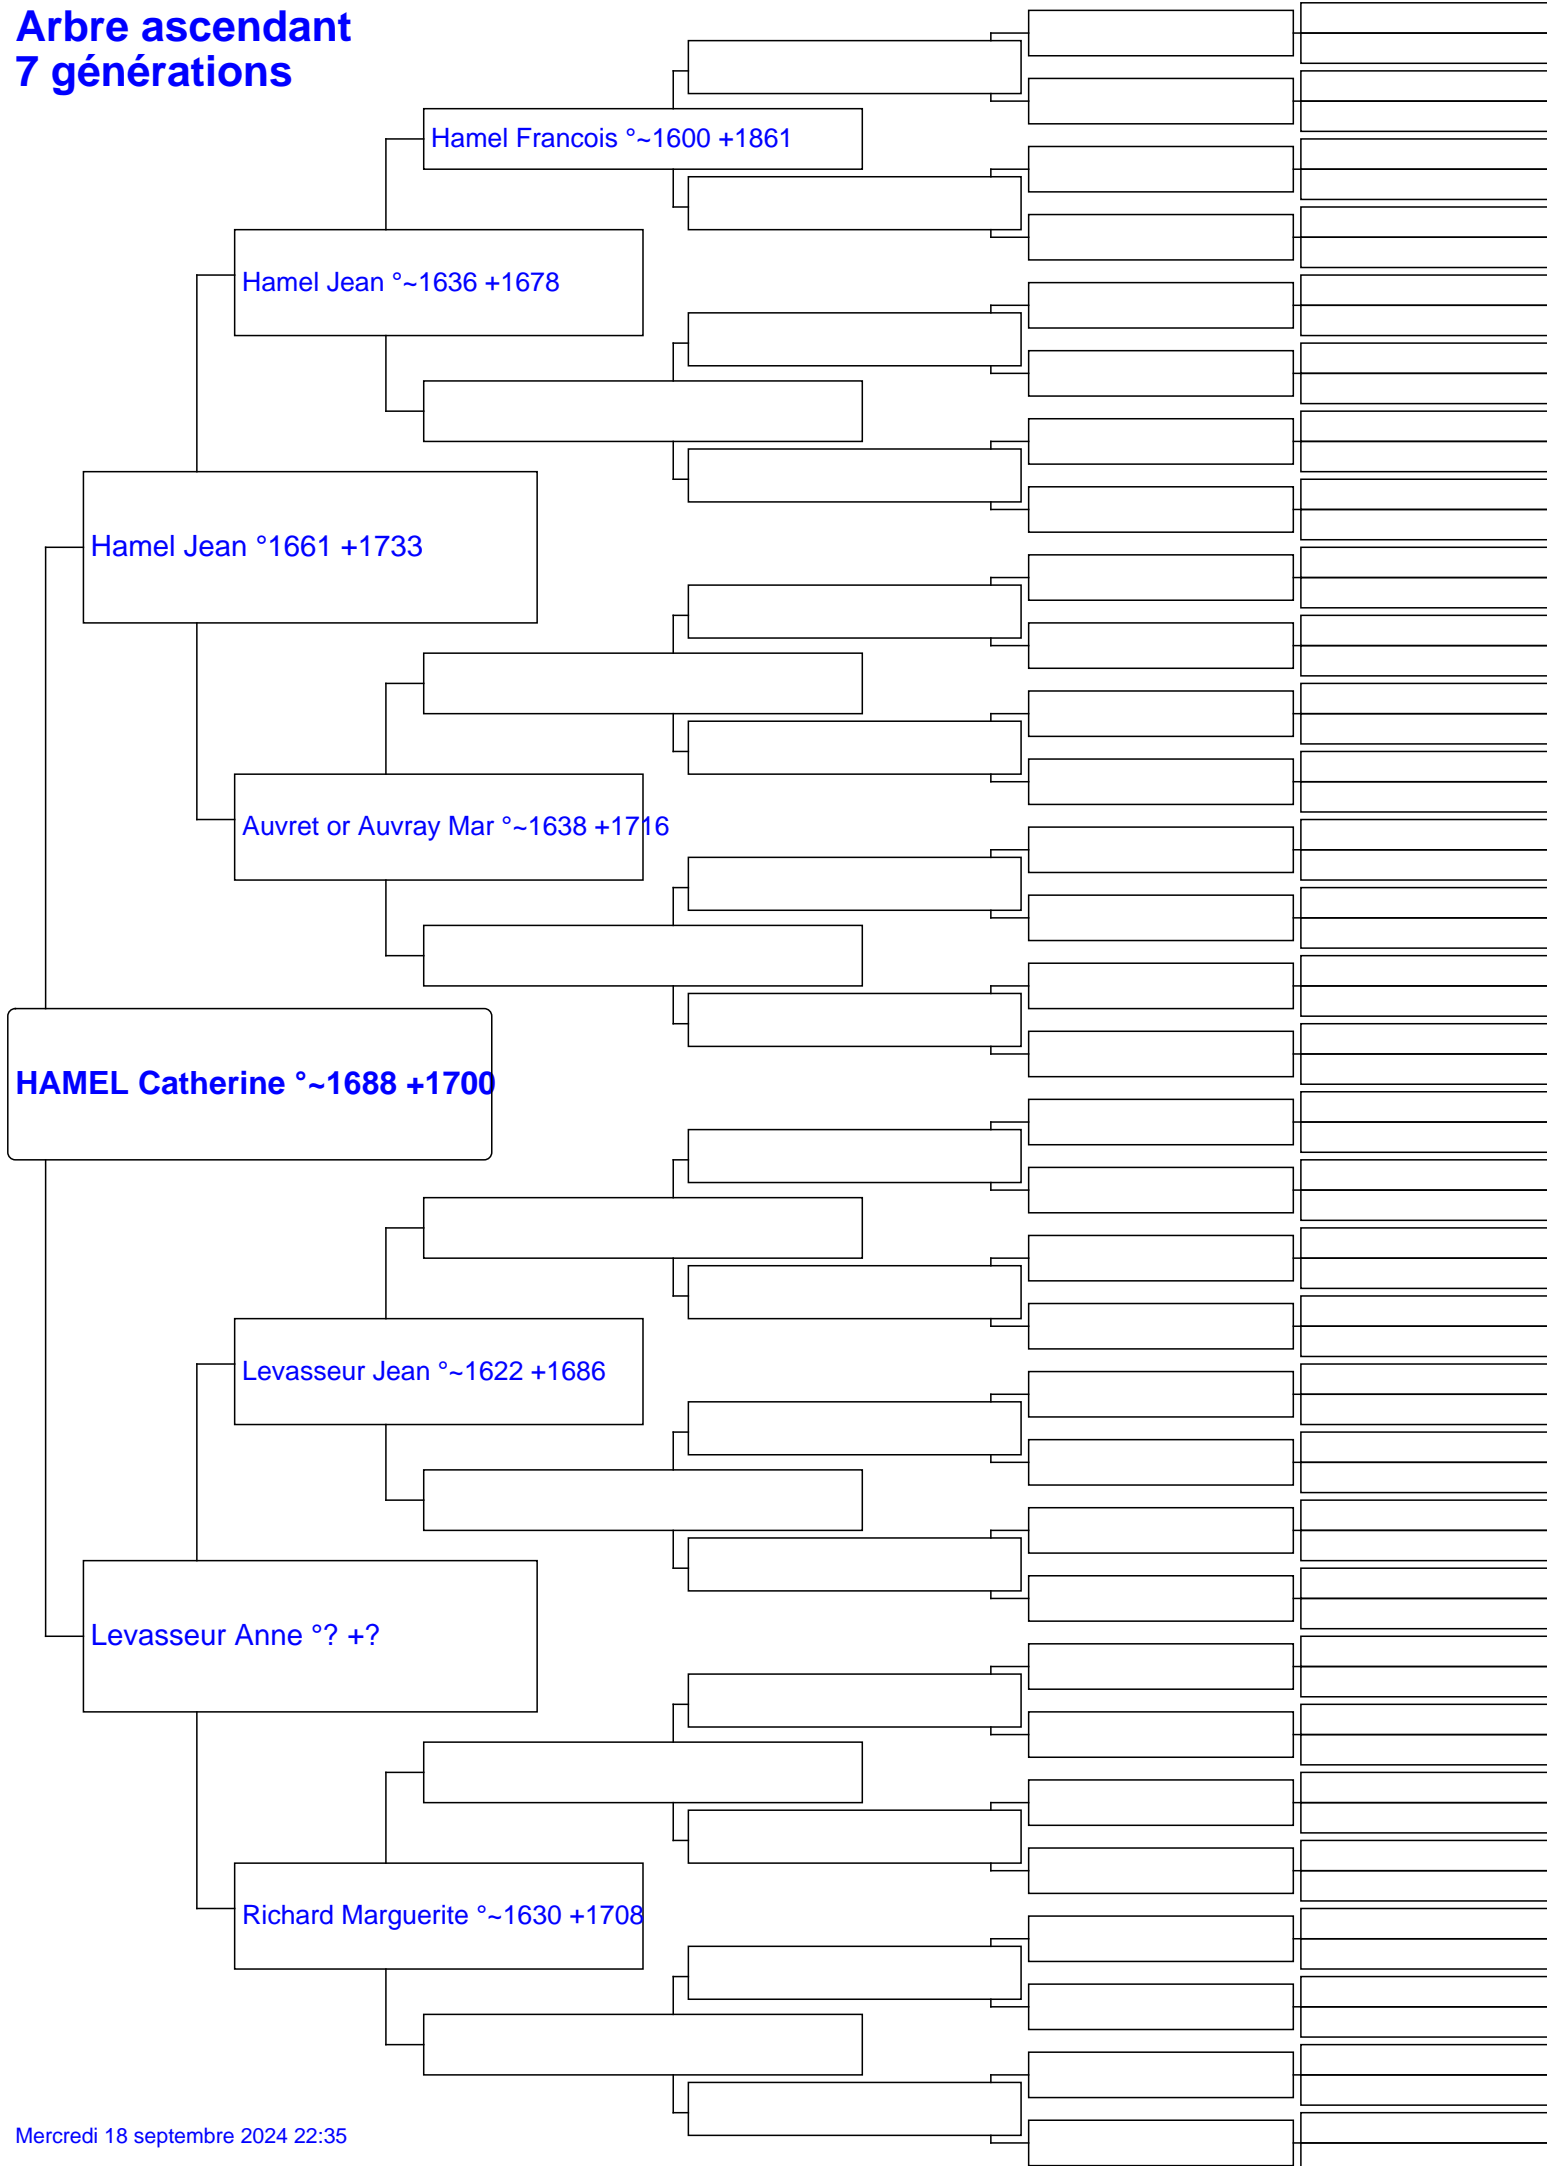 Arbre ascendant
7 générations
Hamel Francois °~1600 +1861
Hamel Jean °~1636 +1678
Hamel Jean °1661 +1733
Auvret or Auvray Mar °~1638 +1716
HAMEL Catherine °~1688 +1700
Levasseur Jean °~1622 +1686
Levasseur Anne °? +?
Richard Marguerite °~1630 +1708
Mercredi 18 septembre 2024 22:35